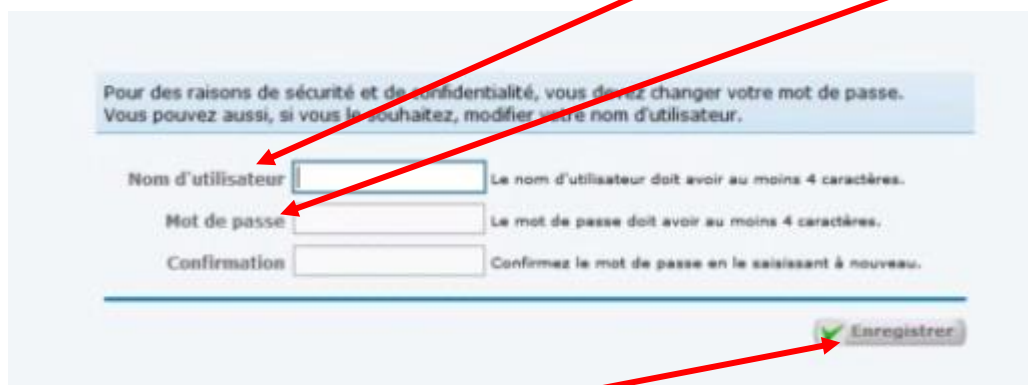 Pour des raisons de sécurité et de confidentialité, vous devez changer votre mot de passe.
Vous pouvez aussi, si vous le souhaitez, modifier votre nom d'utilisateur.
Nom d'utilisateur Le nom d'utilisateur doit avoir au moins 4 caractères.
Mot de passe Le mot de passe doit avoir au moins 4 caractères.
Confirmation Confirmez le mot de passe en le saisissant à nouveau.
Enregistrer